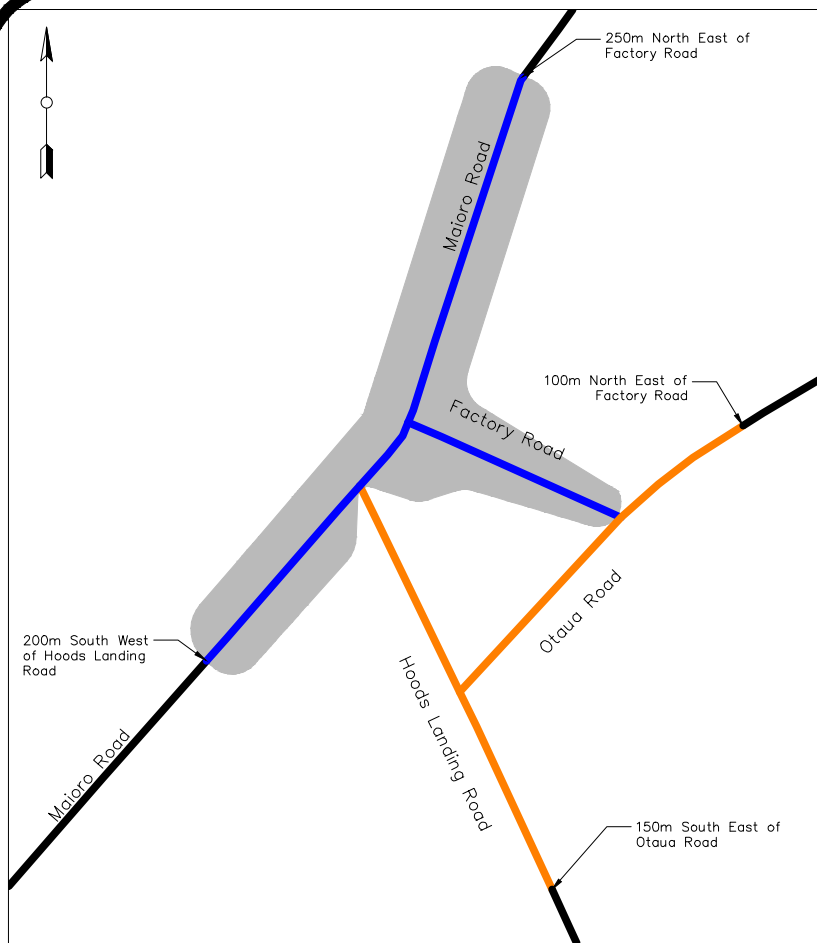 250m North East of
Factory Road
Maioro Road
100m North East of
Factory Road
Factory Road
Otaua Road
200m South West
of Hoods Landing
Road
Hoods Landing Road
Maioro Road
150m South East of
Otaua Road